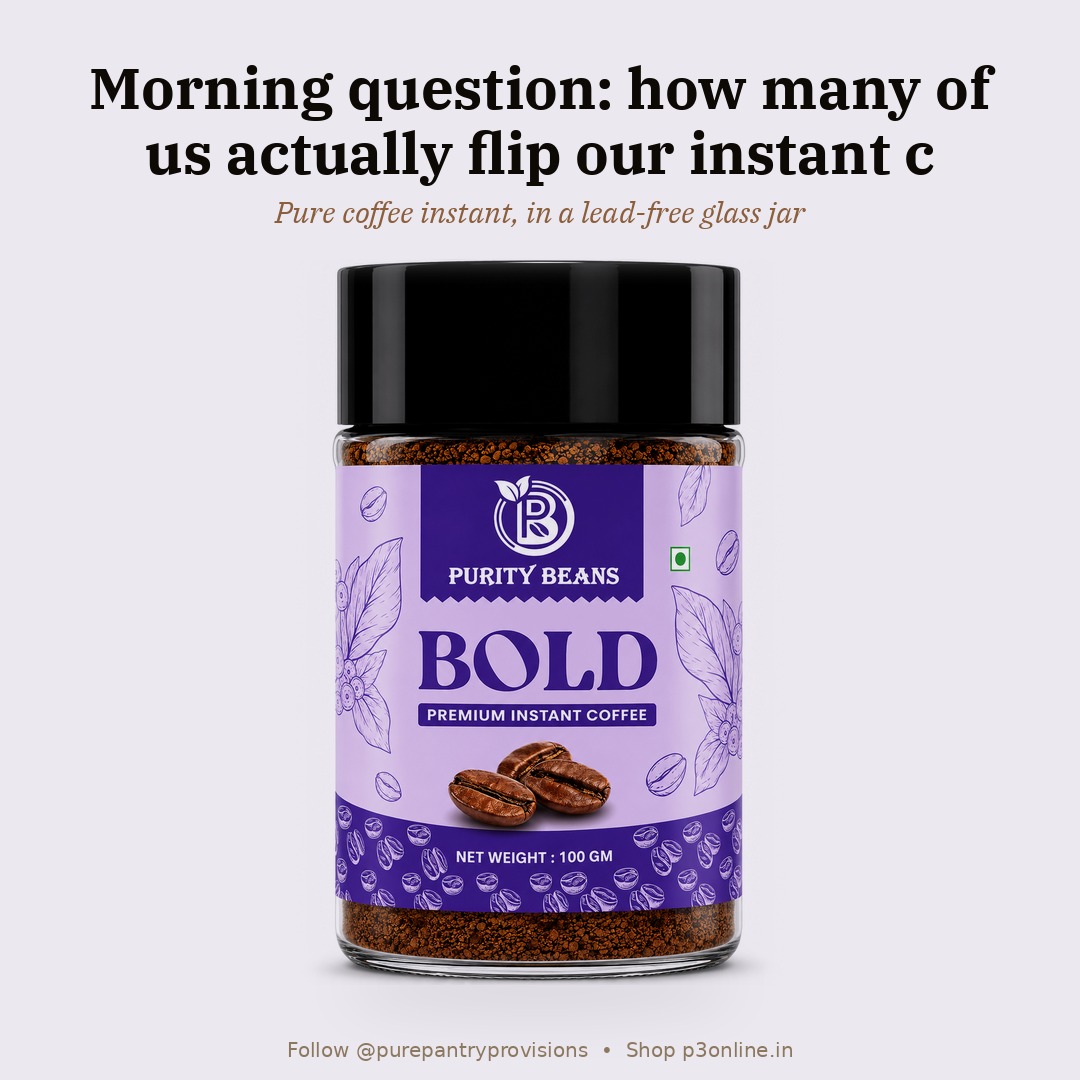 Morning question: how many of
us actually flip our instant c
Pure coffee instant, in a lead-free glass jar
PURITY BEANS
BOLD
PREMIUM INSTANT COFFEE
NET WEIGHT : 100 GM
Follow @purepantryprovisions • Shop p3online.in